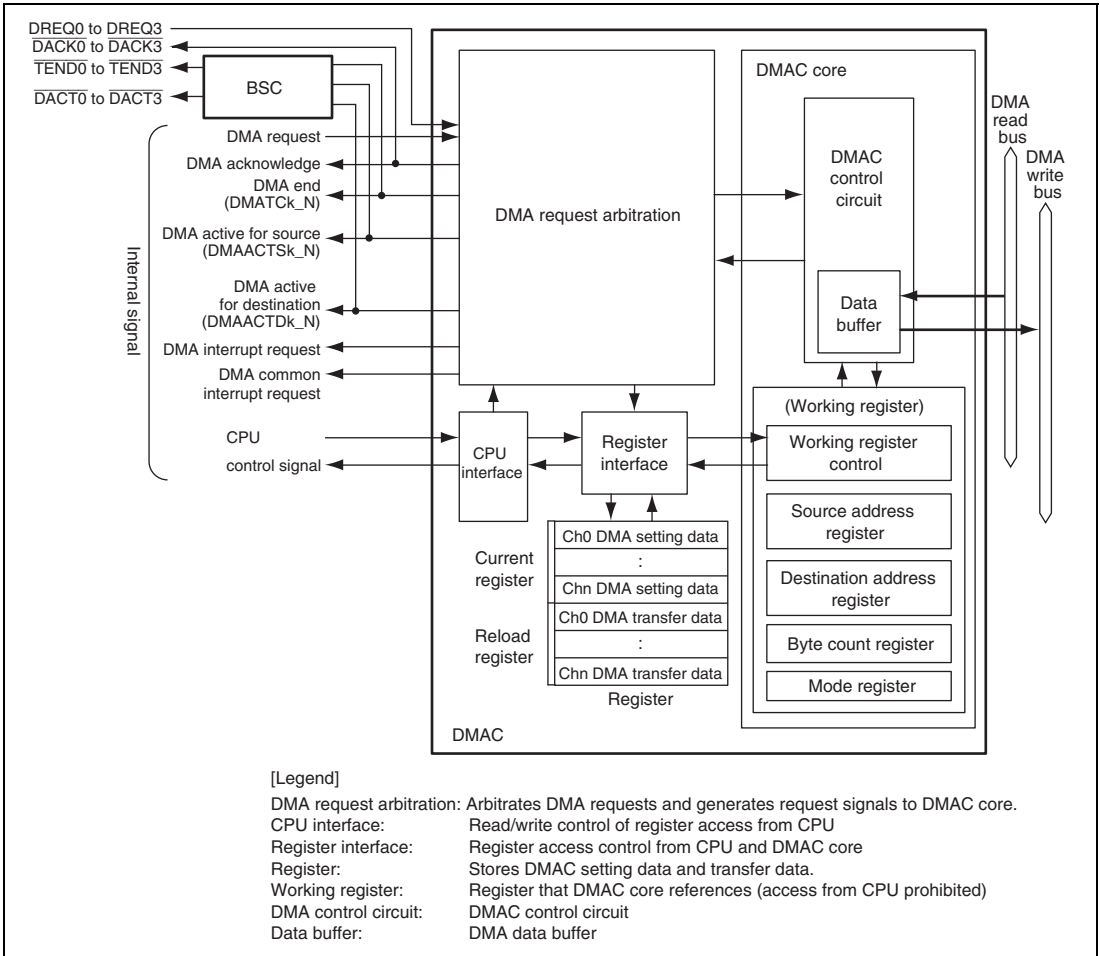 DREQ0 to DREQ3
DACK0 to DACK3
TEND0 to TEND3
DACT0 to DACT3
BSC
Internal signal
DMA request
DMA acknowledge
DMA end
(DMATCk_N)
DMA active for source
(DMAACTSk_N)
DMA active
for destination
(DMAACTDk_N)
DMA interrupt request
DMA common
interrupt request
CPU
control signal
DMA request arbitration
DMAC core
DMAC
control
circuit
Data
buffer
DMA
read
bus
DMA
write
bus
CPU
interface
Register
interface
(Working register)
Working register
control
Source address
register
Destination address
register
Byte count register
Mode register
Current
register
Reload
register
Ch0 DMA setting data
:
Chn DMA setting data
Ch0 DMA transfer data
:
Chn DMA transfer data
Register
DMAC
[Legend]
DMA request arbitration: Arbitrates DMA requests and generates request signals to DMAC core.
CPU interface: Read/write control of register access from CPU
Register interface: Register access control from CPU and DMAC core
Register: Stores DMAC setting data and transfer data.
Working register: Register that DMAC core references (access from CPU prohibited)
DMA control circuit: DMAC control circuit
Data buffer: DMA data buffer